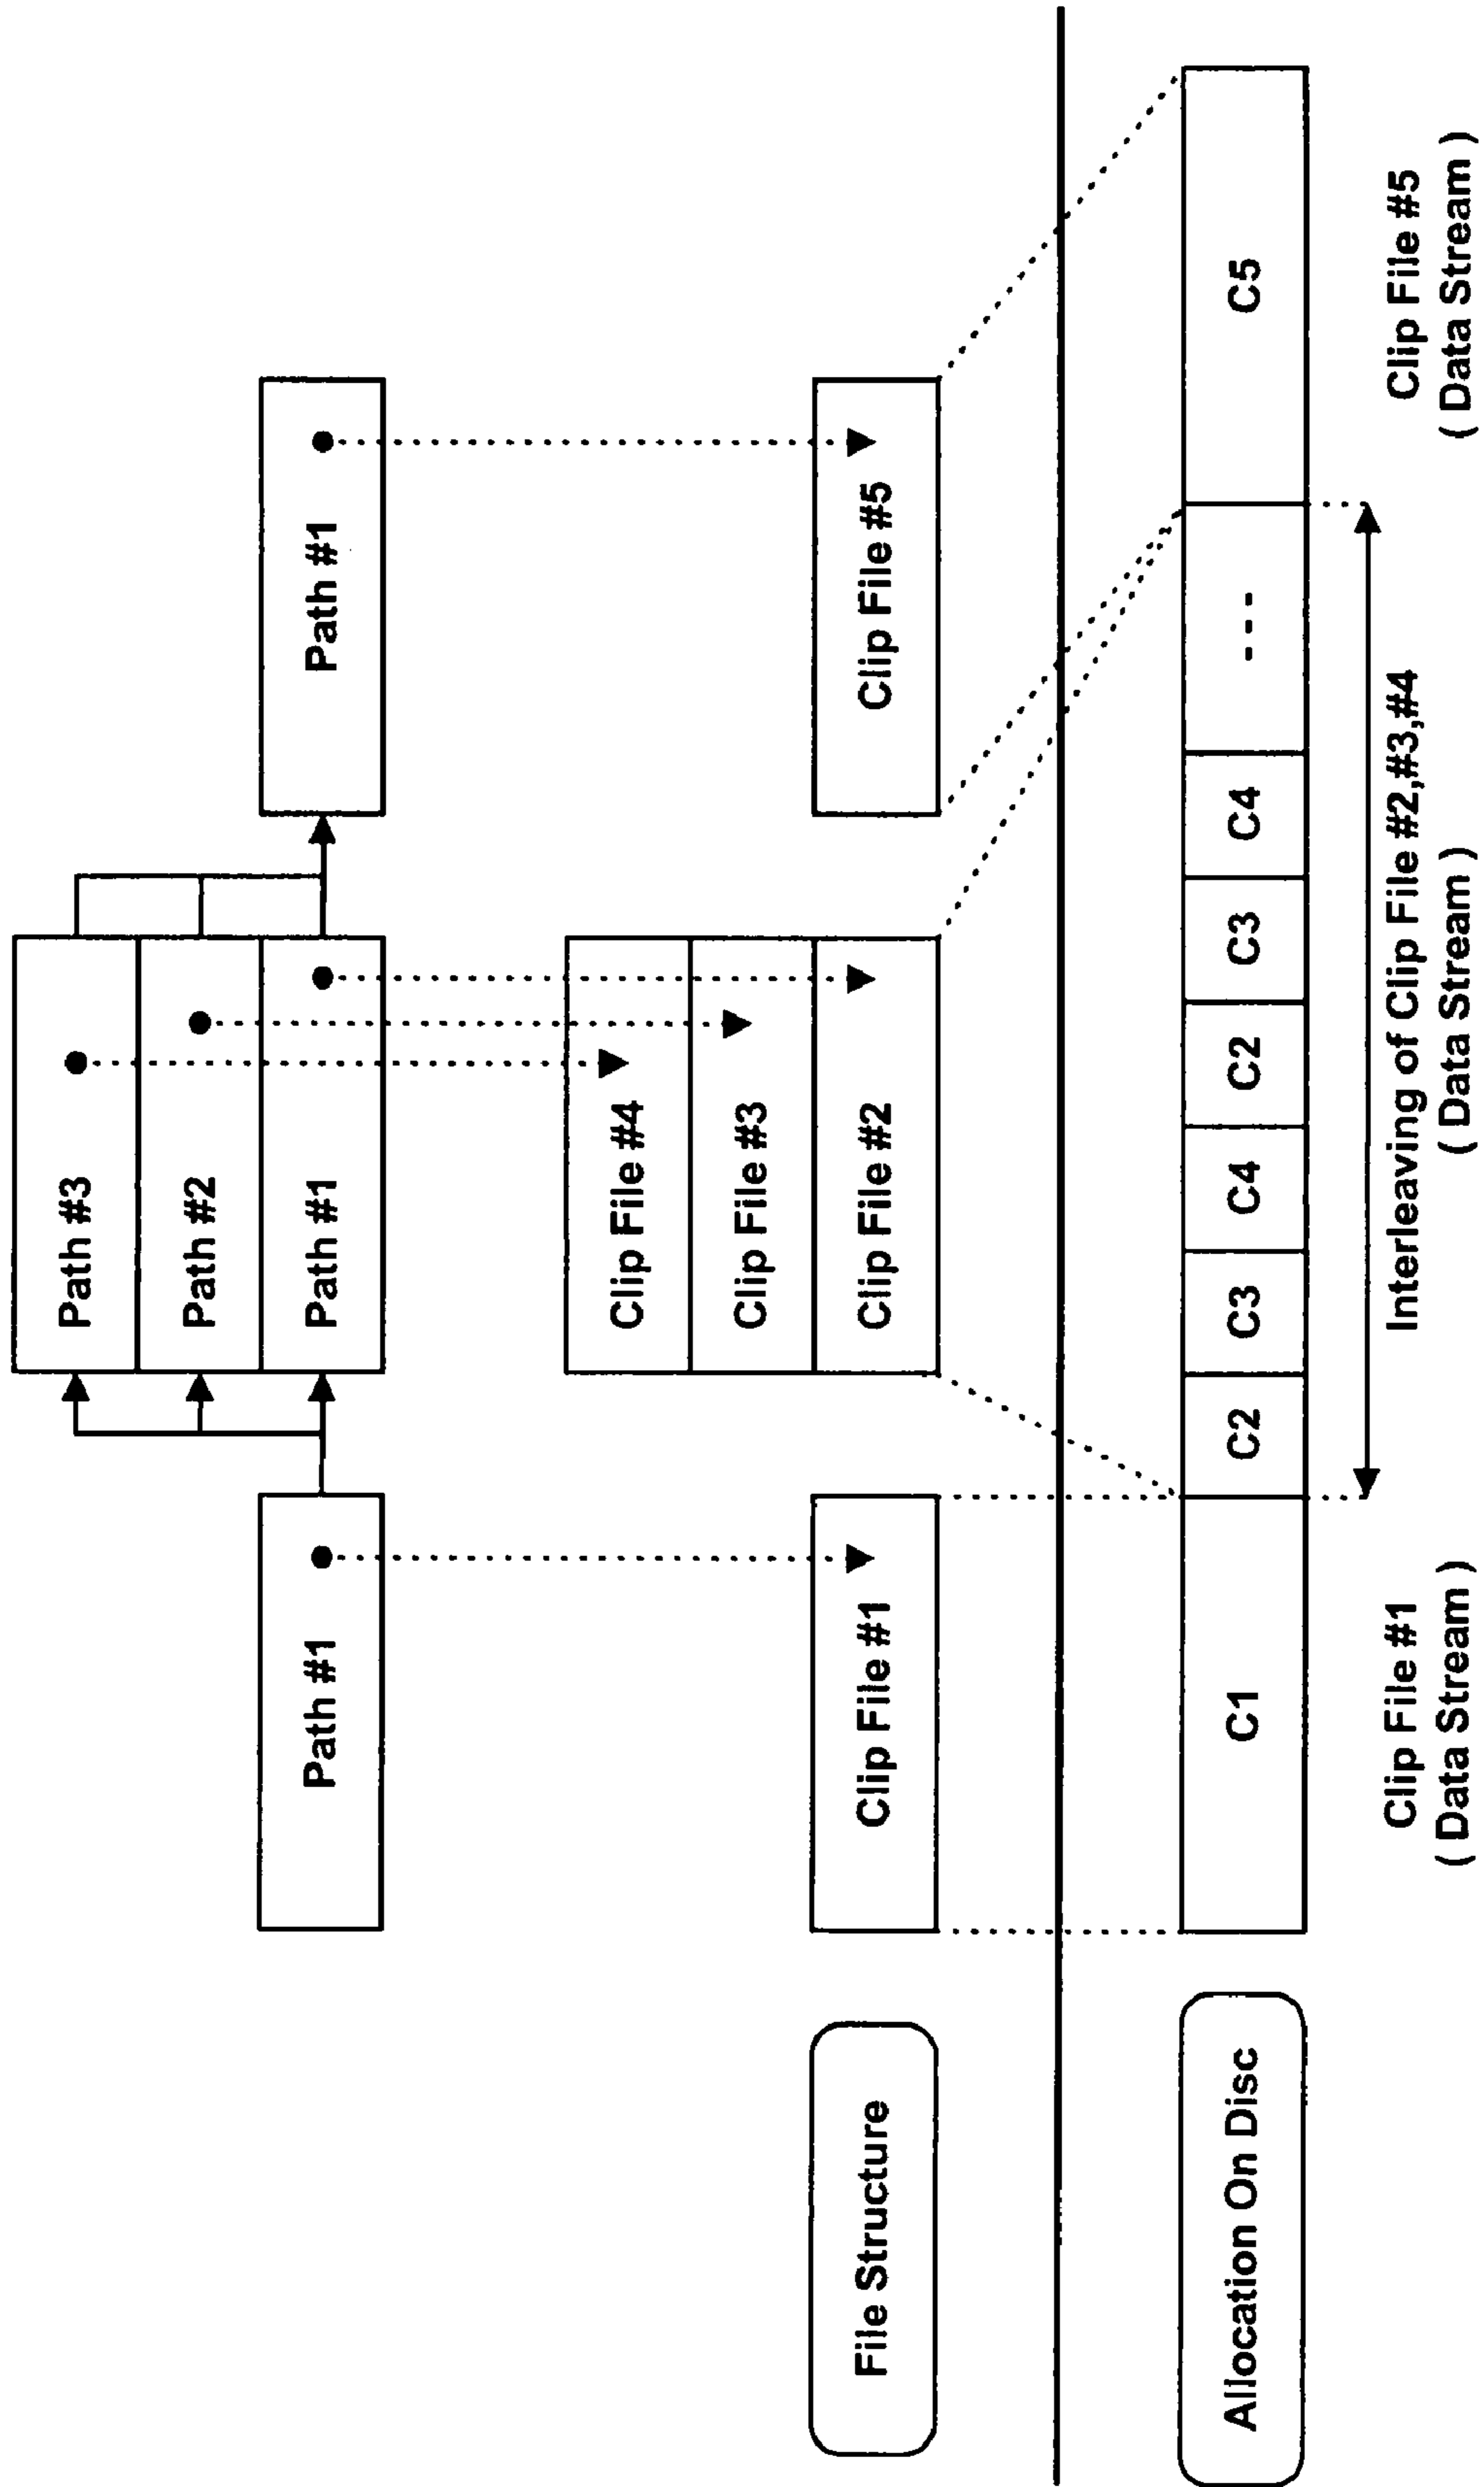 Path #3
Path #2
Path #1
Path #1
Path #1
File Structure
Clip File #4
Clip File #3
Clip File #1
Clip File #2
Clip File #5
Allocation On Disc
C1
C2
C3
C4
C2
C3
C4
---
C5
Clip File #1
( Data Stream )
Interleaving of Clip File #2,#3,#4
( Data Stream )
Clip File #5
( Data Stream )